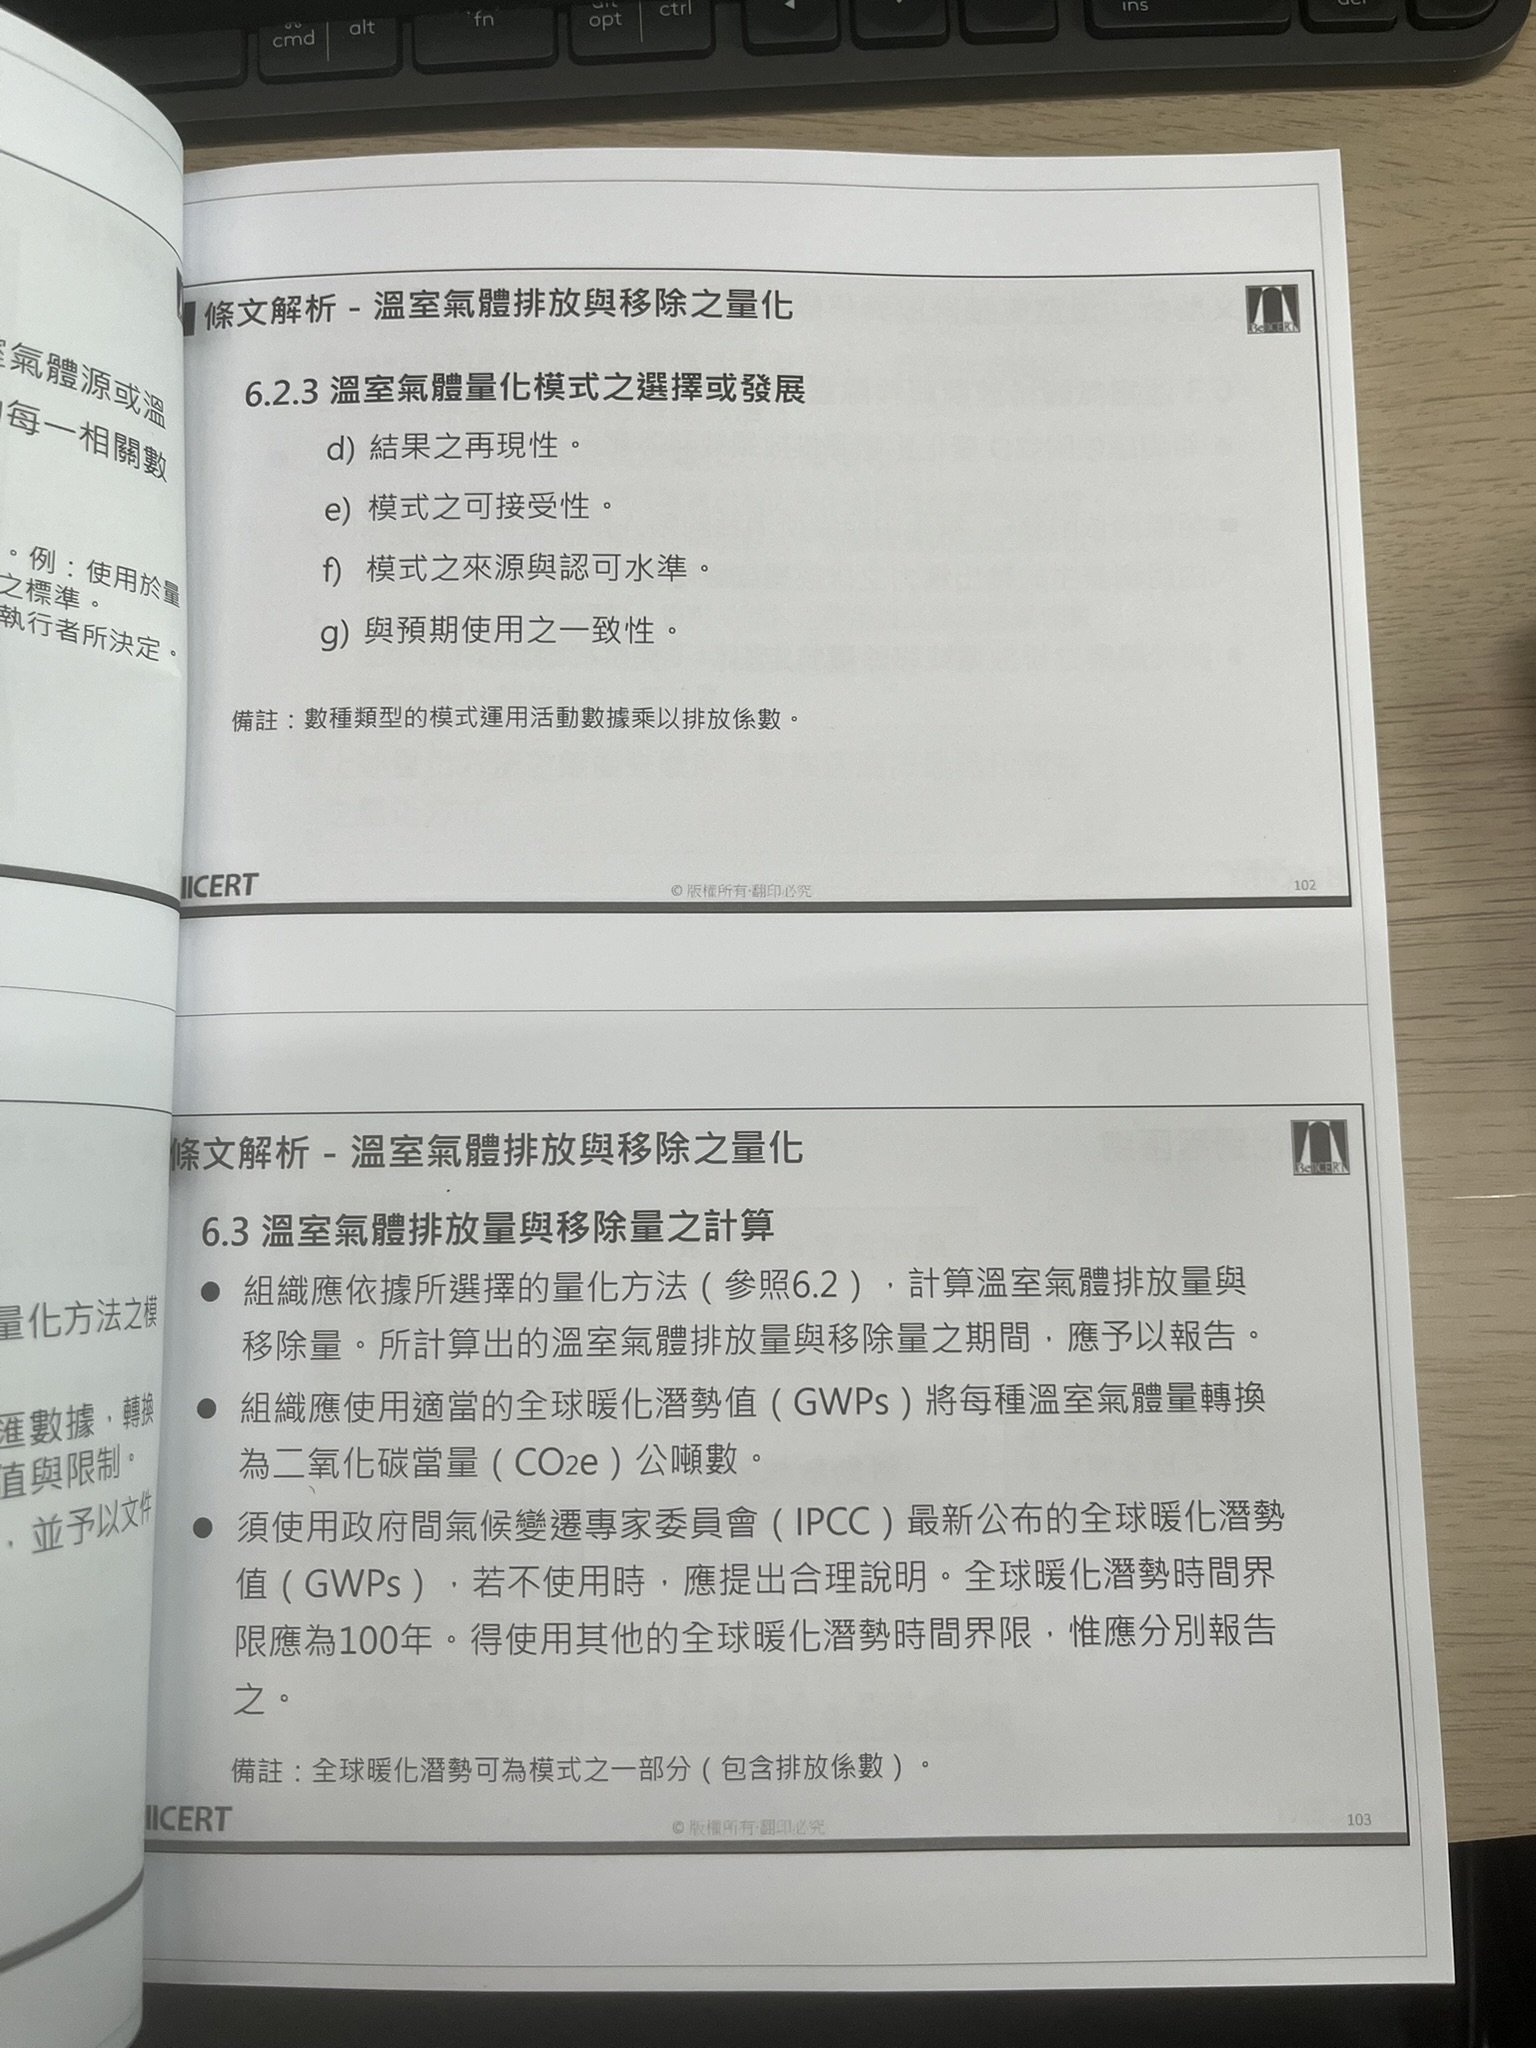 cmd
alt
fn
alt
opt
ctrl
ins
del
室氣體源或溫
每一相關數
。例：使用於量
之標準。
執行者所決定。
量化方法之模
匯數據，轉換
值與限制。
，並予以文件
條文解析 - 溫室氣體排放與移除之量化
BellCERT
6.2.3 溫室氣體量化模式之選擇或發展
d) 結果之再現性。
e) 模式之可接受性。
f) 模式之來源與認可水準。
g) 與預期使用之一致性。
備註：數種類型的模式運用活動數據乘以排放係數。
llCERT
© 版權所有‧翻印必究
102
條文解析 - 溫室氣體排放與移除之量化
BellCERT
6.3 溫室氣體排放量與移除量之計算
● 組織應依據所選擇的量化方法（參照6.2），計算溫室氣體排放量與
移除量。所計算出的溫室氣體排放量與移除量之期間，應予以報告。
● 組織應使用適當的全球暖化潛勢值（GWPs）將每種溫室氣體量轉換
為二氧化碳當量（CO2e）公噸數。
● 須使用政府間氣候變遷專家委員會（IPCC）最新公布的全球暖化潛勢
值（GWPs），若不使用時，應提出合理說明。全球暖化潛勢時間界
限應為100年。得使用其他的全球暖化潛勢時間界限，惟應分別報告
之。
備註：全球暖化潛勢可為模式之一部分（包含排放係數）。
llCERT
© 版權所有‧翻印必究
103